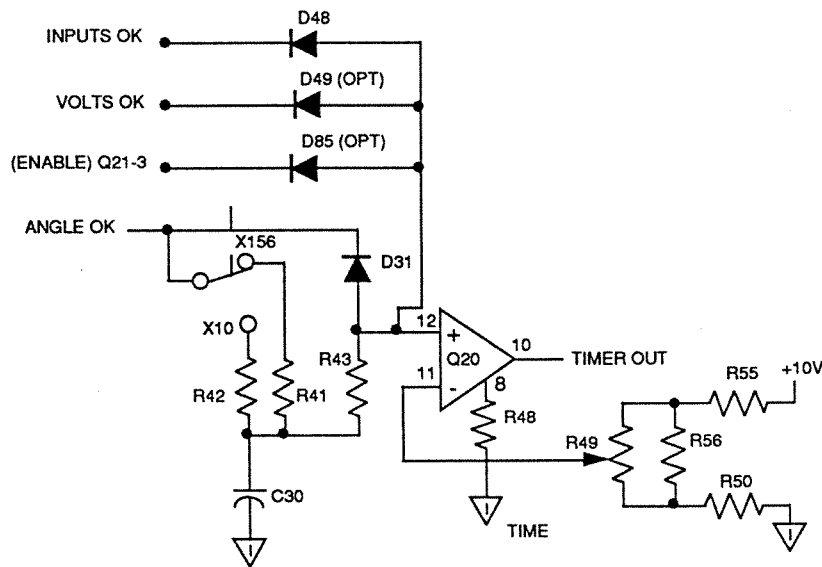 D48
INPUTS OK
D49 (OPT)
VOLTS OK
D85 (OPT)
(ENABLE) Q21-3
ANGLE OK
X156
D31
X10
12
+
10
Q20
TIMER OUT
R43
11
-
8
R55
+10V
R42
R41
R48
R49
R56
R50
C30
TIME